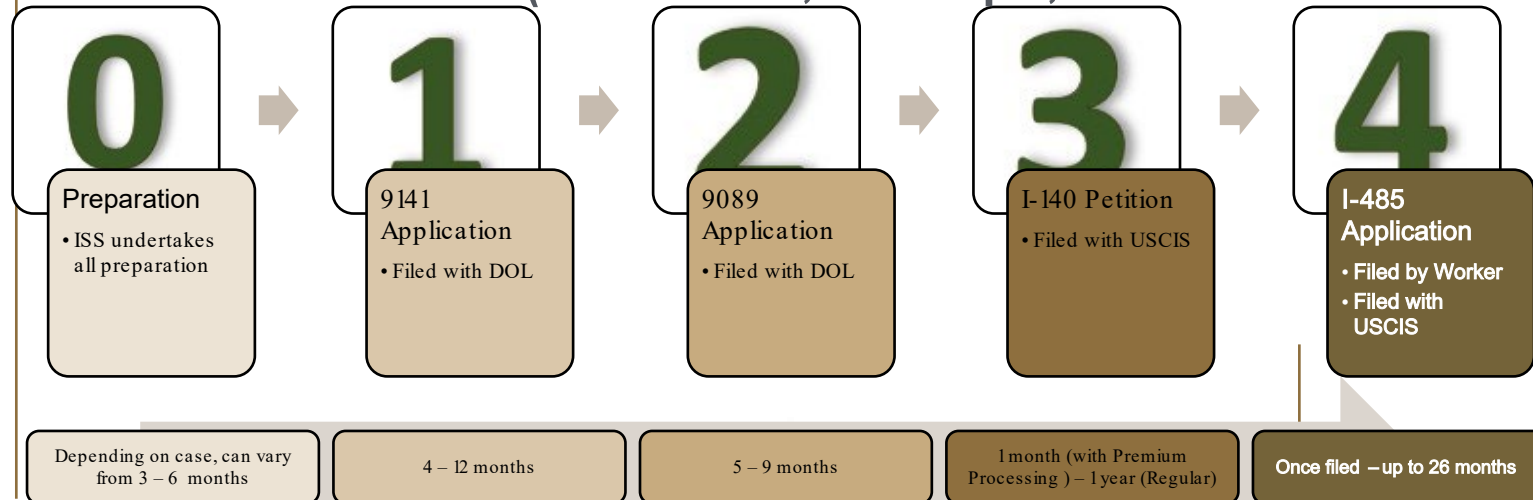 0
1
2
3
4
Preparation
• ISS undertakes
all preparation
9141
Application
• Filed with DOL
9089
Application
• Filed with DOL
I-140 Petition
• Filed with USCIS
I-485
Application
• Filed by Worker
• Filed with
USCIS
Depending on case, can vary
from 3 – 6 months
4 – 12 months
5 – 9 months
1 month (with Premium
Processing ) – 1 year (Regular)
Once filed – up to 26 months